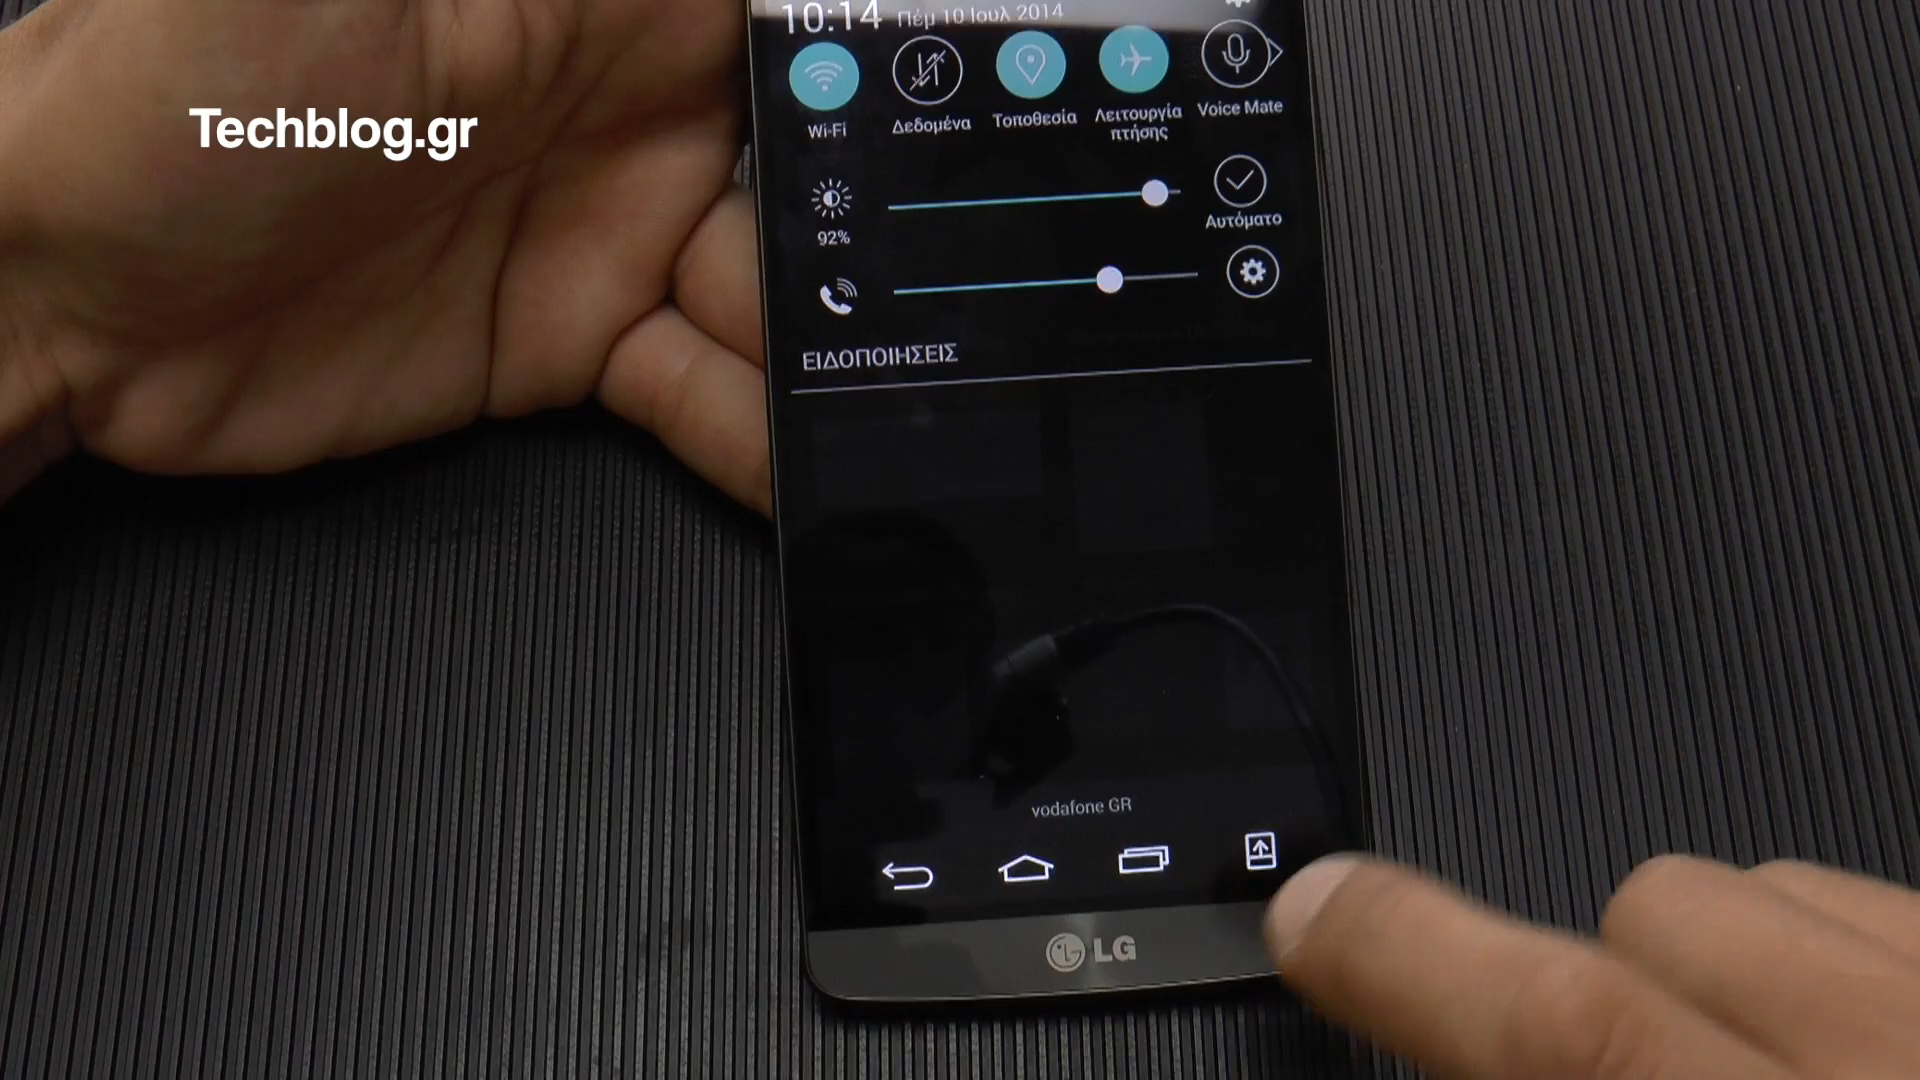 10:14 Πέμ 10 Ιουλ 2014
Techblog.gr
Wi-Fi
Δεδομένα
Τοποθεσία
Λειτουργία
πτήσης
Voice Mate
92%
Αυτόματο
ΕΙΔΟΠΟΙΗΣΕΙΣ
vodafone GR
LG